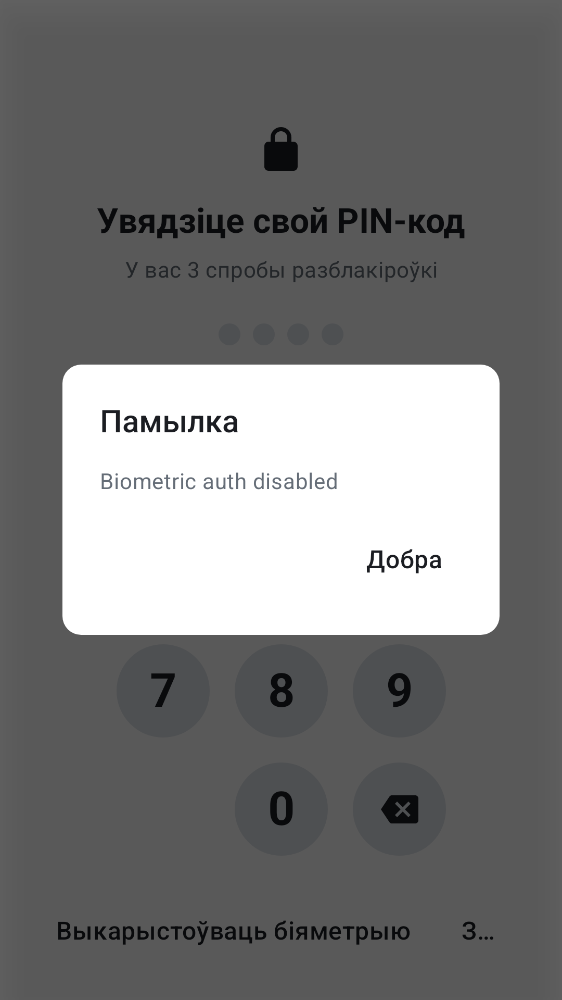 Увядзіце свой PIN-код
У вас 3 спробы разблакіроўкі
Памылка
Biometric auth disabled
Добра
7 8 9
0
Выкарыстоўваць біяметрыю З...